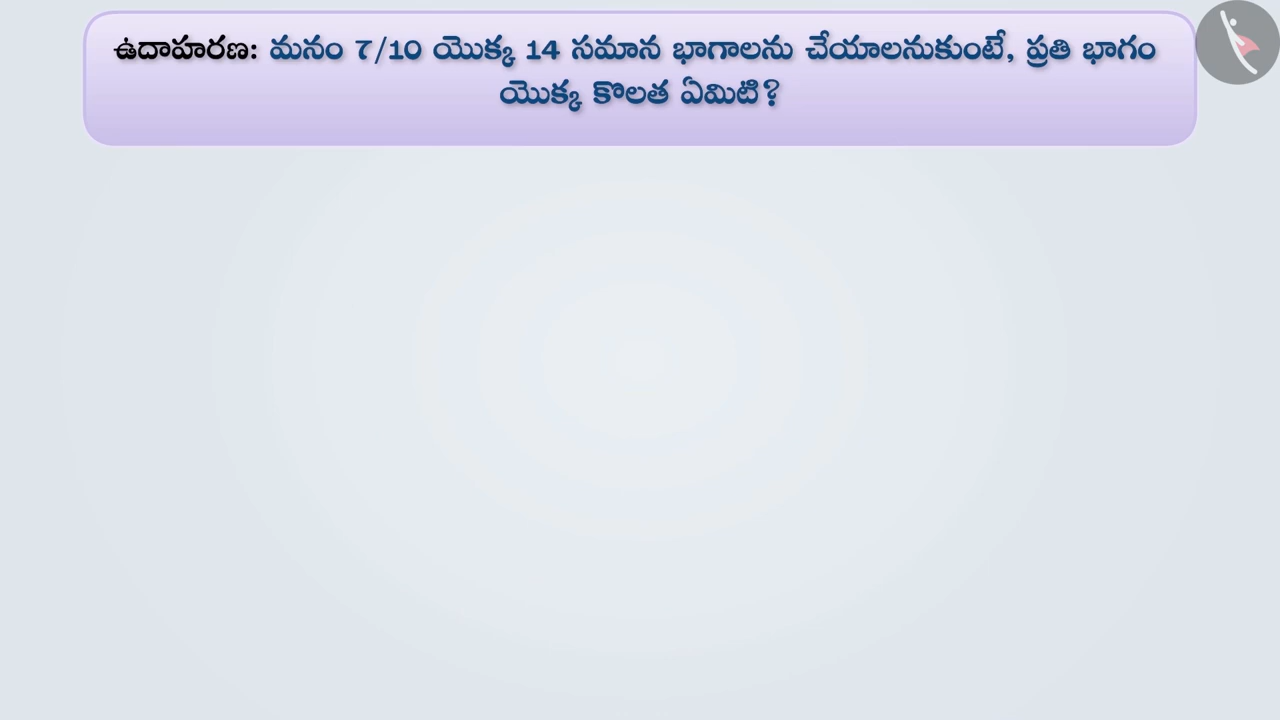 ఉదాహరణ: మనం 7/10 యొక్క 14 సమాన భాగాలను చేయాలనుకుంటే, ప్రతి భాగం
యొక్క కొలత ఏమిటి?